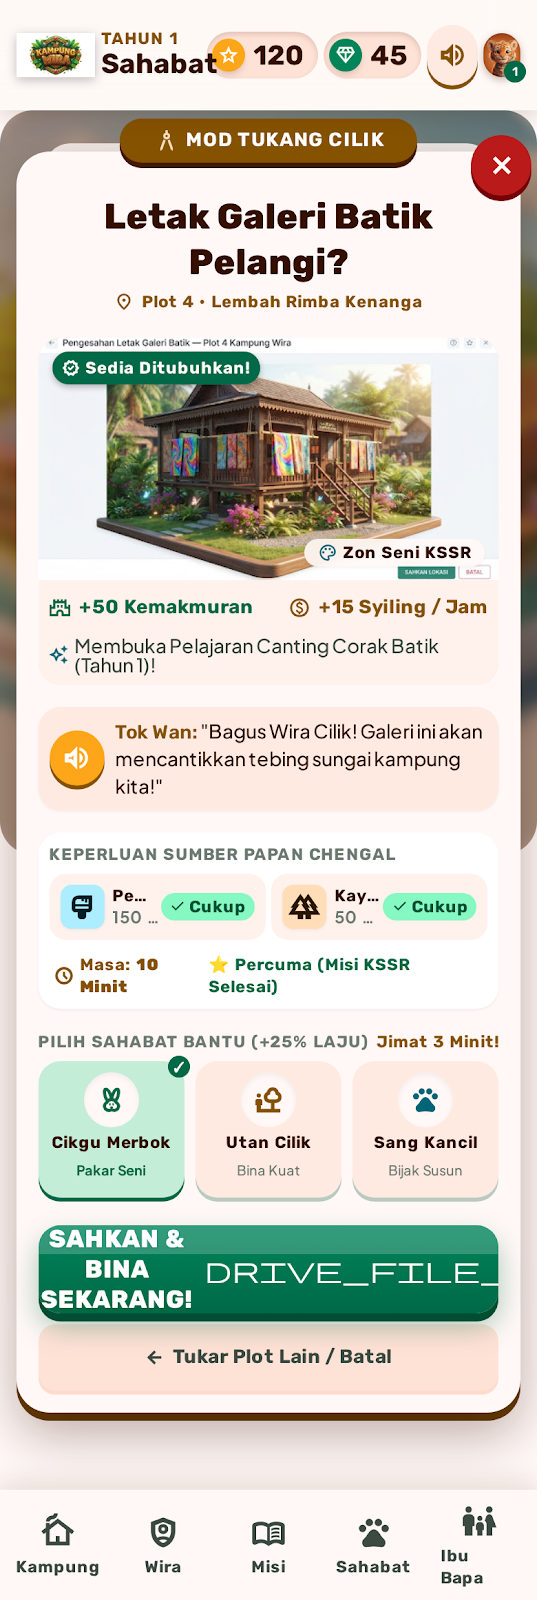 KAMPUNG
WIRA
TAHUN 1
Sahabat
120
45
1
MOD TUKANG CILIK
Letak Galeri Batik
Pelangi?
Plot 4 • Lembah Rimba Kenanga
Pengesahan Letak Galeri Batik — Plot 4 Kampung Wira
Sedia Ditubuhkan!
Zon Seni KSSR
SAHKAN LOKASI
BATAL
+50 Kemakmuran
+15 Syiling / Jam
Membuka Pelajaran Canting Corak Batik
(Tahun 1)!
Tok Wan: "Bagus Wira Cilik! Galeri ini akan
mencantikkan tebing sungai kampung
kita!"
KEPERLUAN SUMBER PAPAN CHENGAL
Pe...
150 ...
Cukup
Kay...
50 ...
Cukup
Masa: 10
Minit
⭐ Percuma (Misi KSSR
Selesai)
PILIH SAHABAT BANTU (+25% LAJU)
Jimat 3 Minit!
Cikgu Merbok
Pakar Seni
Utan Cilik
Bina Kuat
Sang Kancil
Bijak Susun
SAHKAN &
BINA
SEKARANG!
DRIVE_FILE_
← Tukar Plot Lain / Batal
Kampung
Wira
Misi
Sahabat
Ibu
Bapa